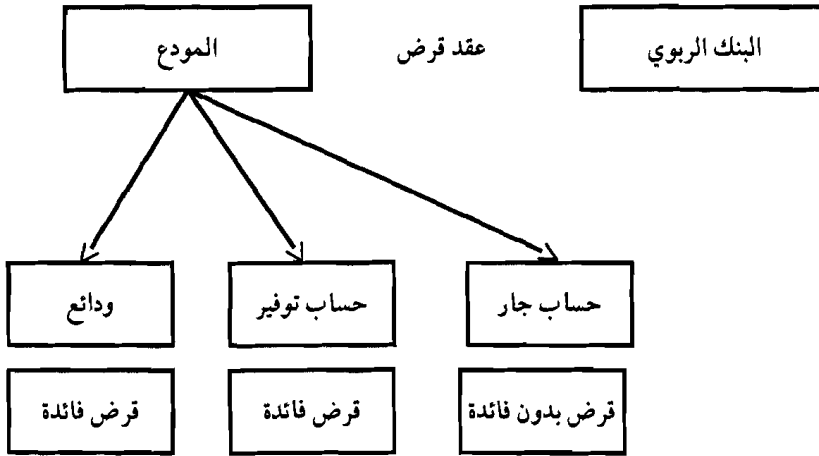 البنك الربوي
عقد قرض
المودع
حساب جار
حساب توفير
ودائع
قرض بدون فائدة
قرض فائدة
قرض فائدة